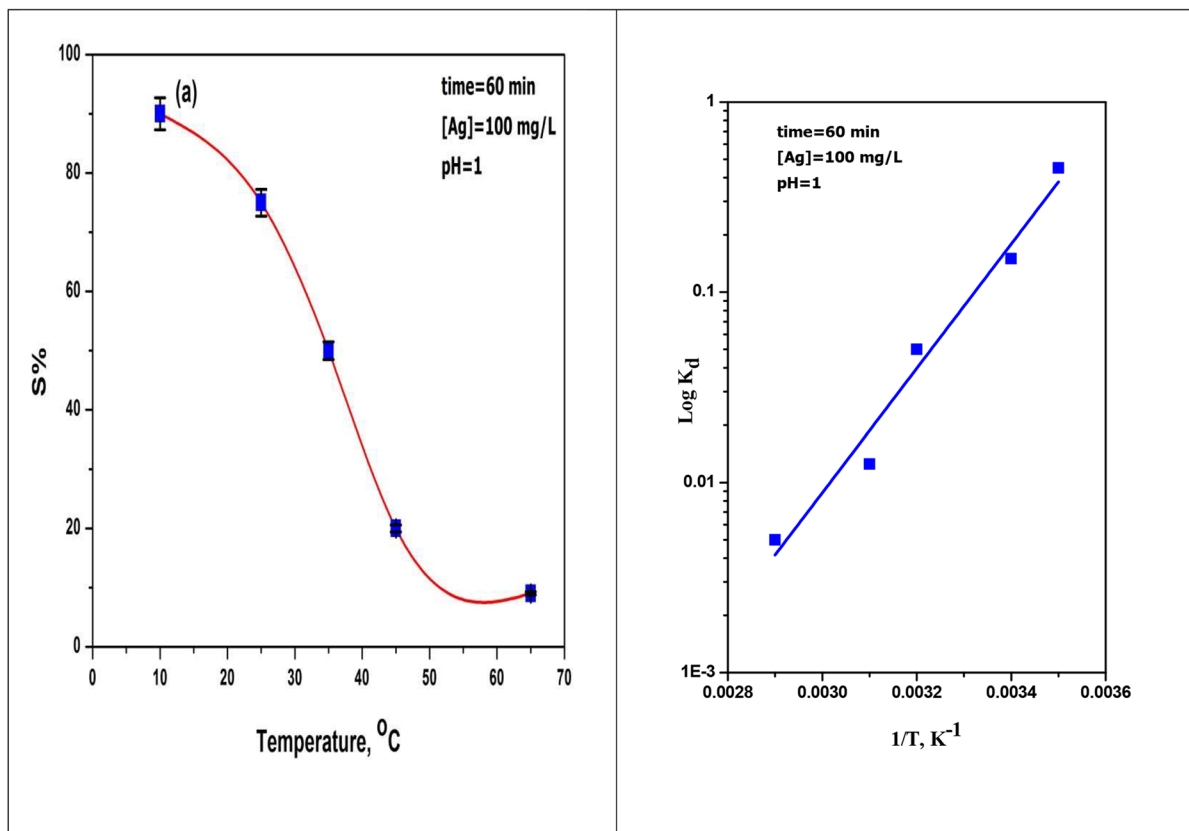 100
80
60
40
20
0
S%
(a)
time=60 min
[Ag]=100 mg/L
pH=1
0 10 20 30 40 50 60 70
Temperature, ⁰C
1
0.1
0.01
1E-3
Log Kd
time=60 min
[Ag]=100 mg/L
pH=1
0.0028 0.0030 0.0032 0.0034 0.0036
1/T, K⁻¹